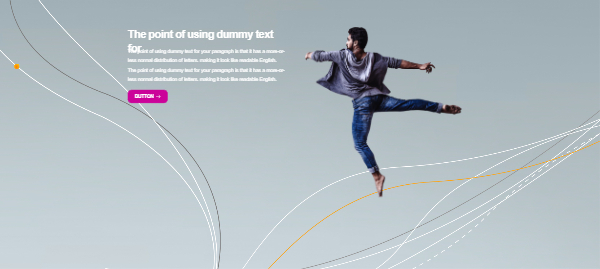 The point of using dummy text
for
The point of using dummy text for your paragraph is that it has a more-or-
less normal distribution of letters. making it look like readable English.
The point of using dummy text for your paragraph is that it has a more-or-
less normal distribution of letters. making it look like readable English.
BUTTON →